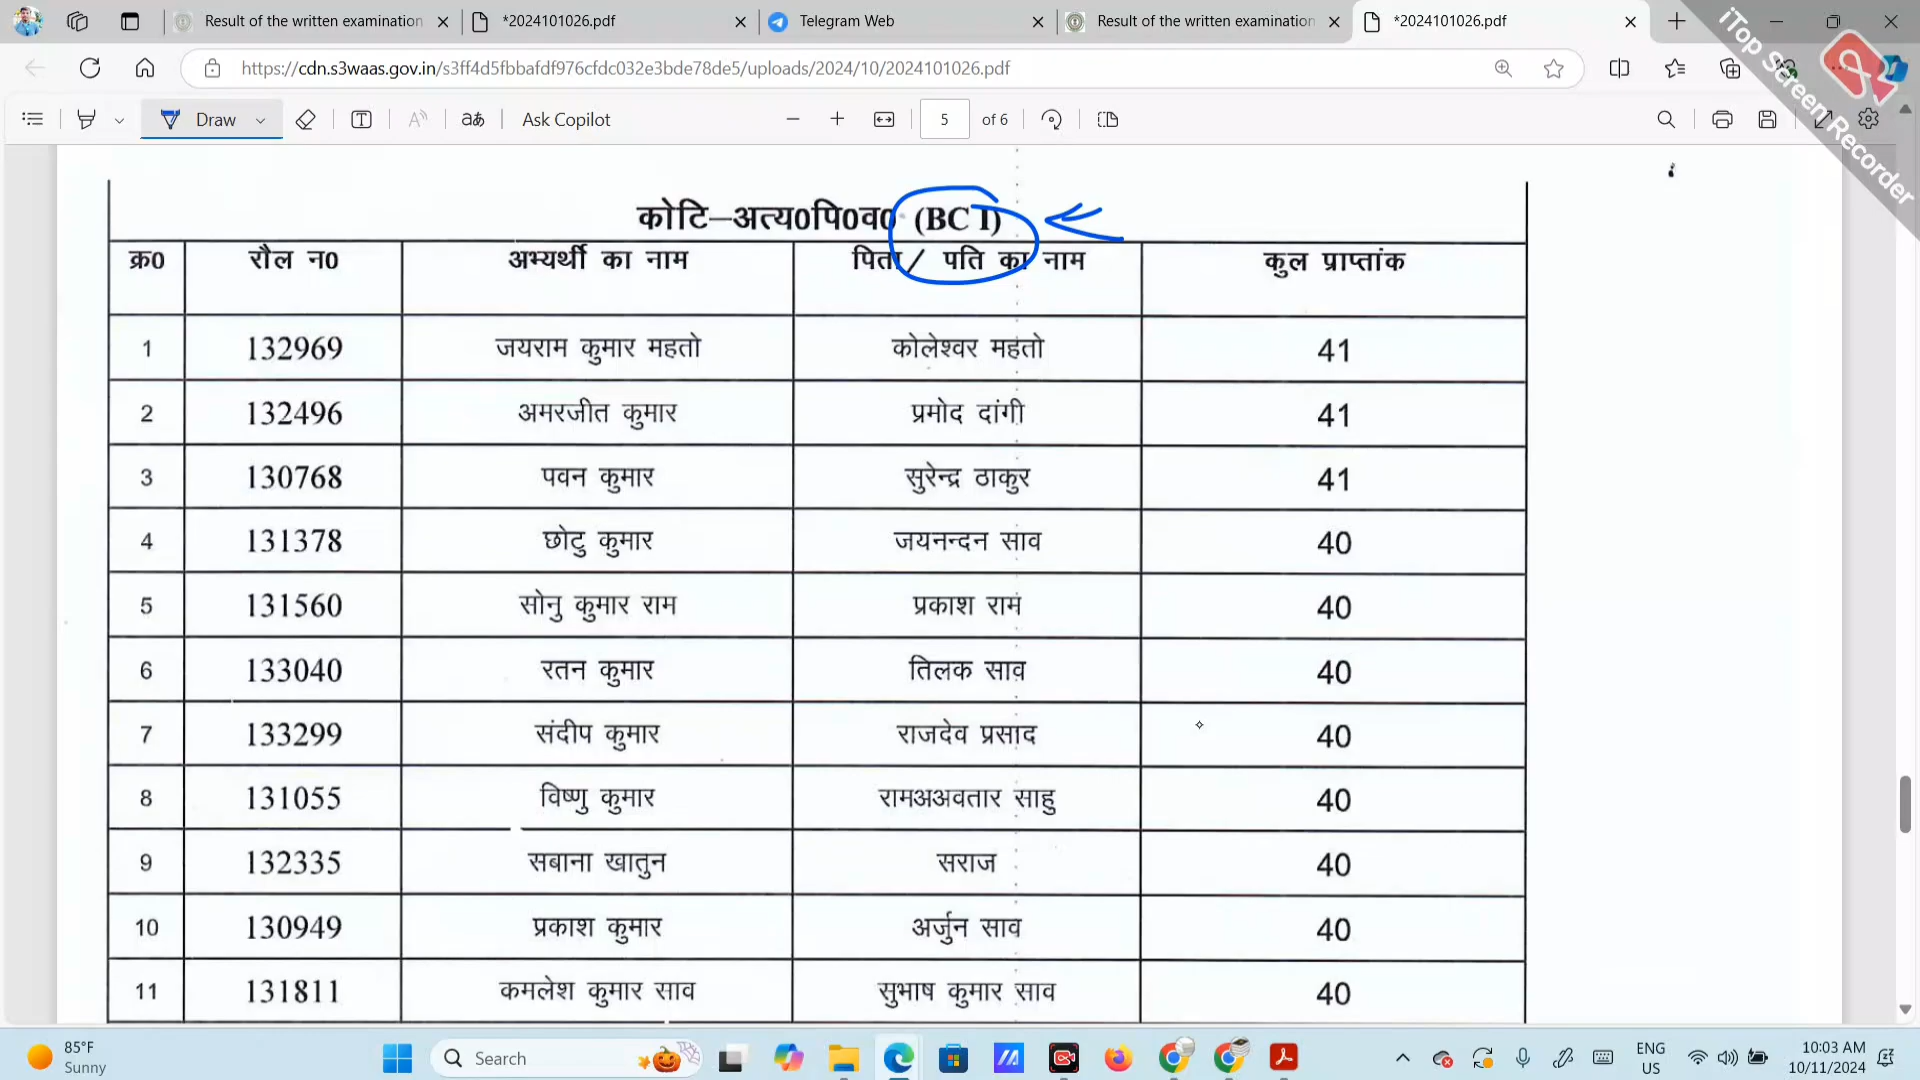 Result of the written examination
*2024101026.pdf
Telegram Web
Result of the written examination
*2024101026.pdf
https://cdn.s3waas.gov.in/s3ff4d5fbbafdf976cfdc032e3bde78de5/uploads/2024/10/2024101026.pdf
Draw
Ask Copilot
5 of 6
iTop Screen Recorder
कोटि–अत्य0पि0व0 (BC I)
क्र0 रौल न0 अभ्यर्थी का नाम पिता/ पति का नाम कुल प्राप्तांक
1 132969 जयराम कुमार महतो कोलेश्वर महतो 41
2 132496 अमरजीत कुमार प्रमोद दांगी 41
3 130768 पवन कुमार सुरेन्द्र ठाकुर 41
4 131378 छोटु कुमार जयनन्दन साव 40
5 131560 सोनु कुमार राम प्रकाश राम 40
6 133040 रतन कुमार तिलक साव 40
7 133299 संदीप कुमार राजदेव प्रसाद 40
8 131055 विष्णु कुमार रामअअवतार साहु 40
9 132335 सबाना खातुन सराज 40
10 130949 प्रकाश कुमार अर्जुन साव 40
11 131811 कमलेश कुमार साव सुभाष कुमार साव 40
85°F
Sunny
Search
ENG
US
10:03 AM
10/11/2024